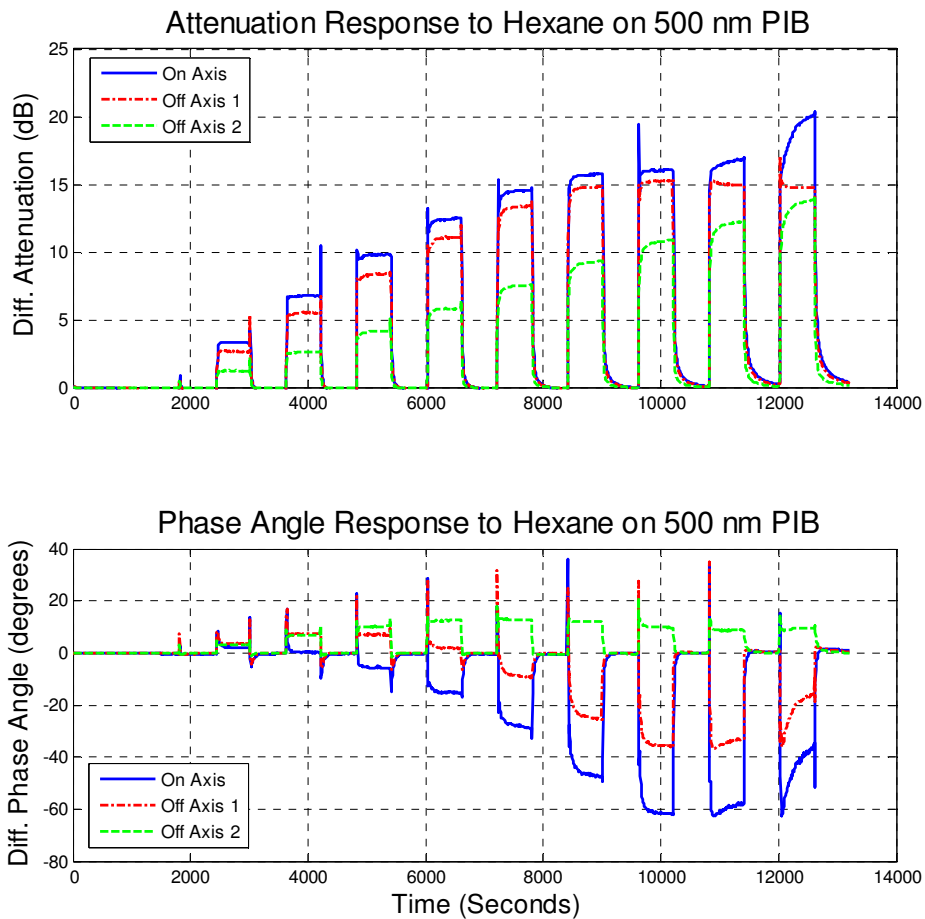 Attenuation Response to Hexane on 500 nm PIB
Diff. Attenuation (dB)
25
20
15
10
5
0
On Axis
Off Axis 1
Off Axis 2
0 2000 4000 6000 8000 10000 12000 14000
Phase Angle Response to Hexane on 500 nm PIB
Diff. Phase Angle (degrees)
40
20
0
-20
-40
-60
-80
On Axis
Off Axis 1
Off Axis 2
0 2000 4000 6000 8000 10000 12000 14000
Time (Seconds)